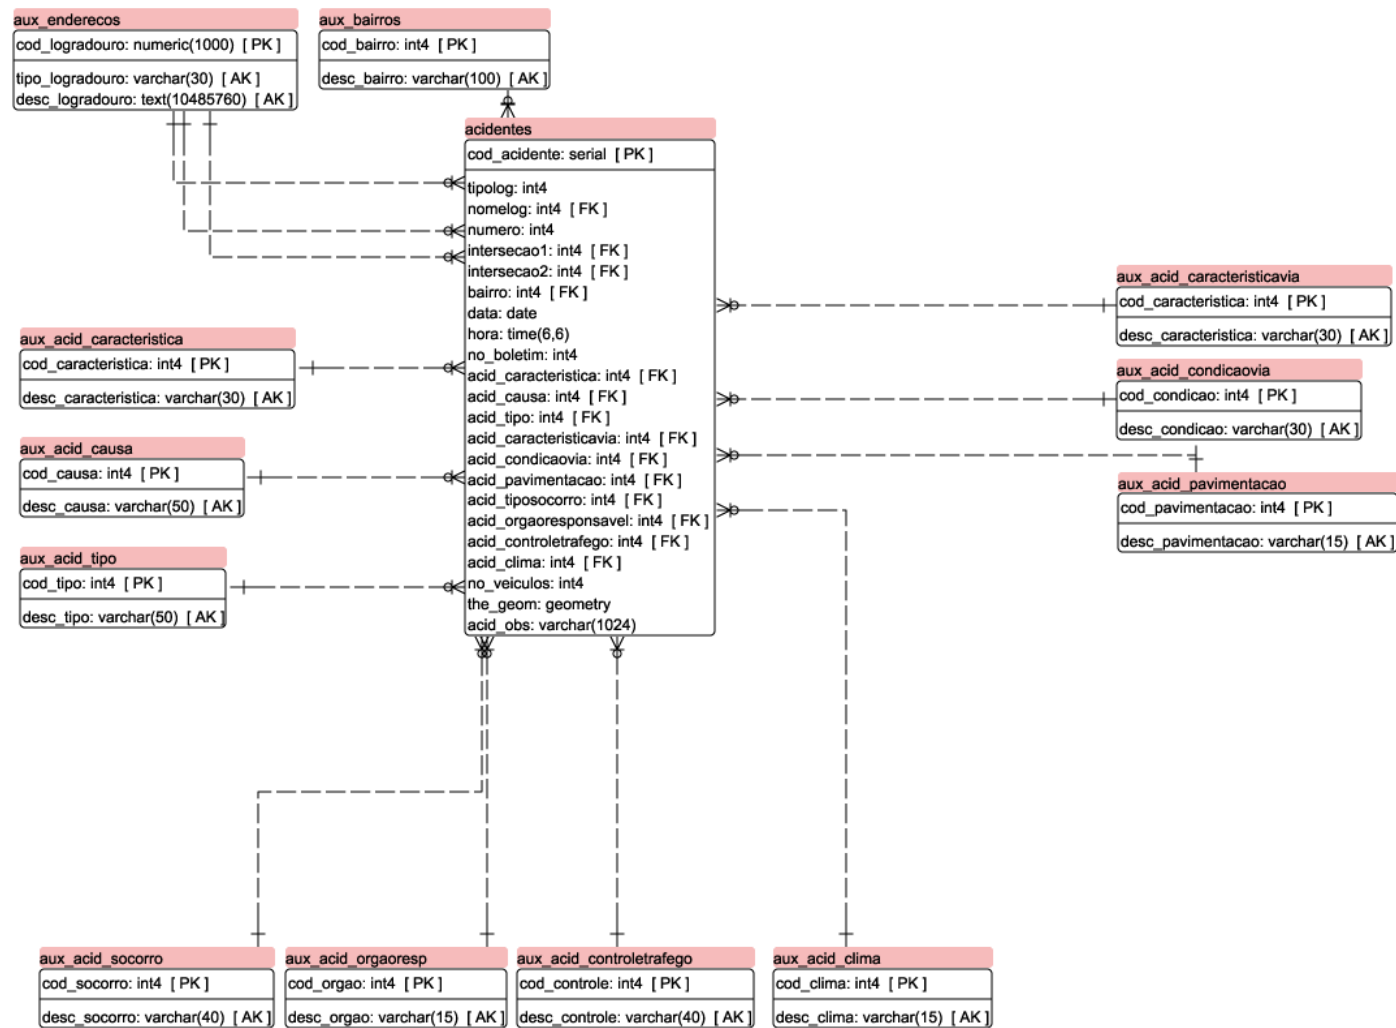 aux_enderecos
cod_logradouro: numeric(1000) [ PK ]
tipo_logradouro: varchar(30) [ AK ]
desc_logradouro: text(10485760) [ AK ]
aux_bairros
cod_bairro: int4 [ PK ]
desc_bairro: varchar(100) [ AK ]
acidentes
cod_acidente: serial [ PK ]
tipolog: int4
nomelog: int4 [ FK ]
numero: int4
intersecao1: int4 [ FK ]
intersecao2: int4 [ FK ]
bairro: int4 [ FK ]
data: date
hora: time(6,6)
no_boletim: int4
acid_caracteristica: int4 [ FK ]
acid_causa: int4 [ FK ]
acid_tipo: int4 [ FK ]
acid_caracteristicavia: int4 [ FK ]
acid_condicaovia: int4 [ FK ]
acid_pavimentacao: int4 [ FK ]
acid_tiposocorro: int4 [ FK ]
acid_orgaoresponsavel: int4 [ FK ]
acid_controletrafego: int4 [ FK ]
acid_clima: int4 [ FK ]
no_veiculos: int4
the_geom: geometry
acid_obs: varchar(1024)
aux_acid_caracteristica
cod_caracteristica: int4 [ PK ]
desc_caracteristica: varchar(30) [ AK ]
aux_acid_causa
cod_causa: int4 [ PK ]
desc_causa: varchar(50) [ AK ]
aux_acid_tipo
cod_tipo: int4 [ PK ]
desc_tipo: varchar(50) [ AK ]
aux_acid_caracteristicavia
cod_caracteristica: int4 [ PK ]
desc_caracteristica: varchar(30) [ AK ]
aux_acid_condicaovia
cod_condicao: int4 [ PK ]
desc_condicao: varchar(30) [ AK ]
aux_acid_pavimentacao
cod_pavimentacao: int4 [ PK ]
desc_pavimentacao: varchar(15) [ AK ]
aux_acid_socorro
cod_socorro: int4 [ PK ]
desc_socorro: varchar(40) [ AK ]
aux_acid_orgaoresp
cod_orgao: int4 [ PK ]
desc_orgao: varchar(15) [ AK ]
aux_acid_controletrafego
cod_controle: int4 [ PK ]
desc_controle: varchar(40) [ AK ]
aux_acid_clima
cod_clima: int4 [ PK ]
desc_clima: varchar(15) [ AK ]